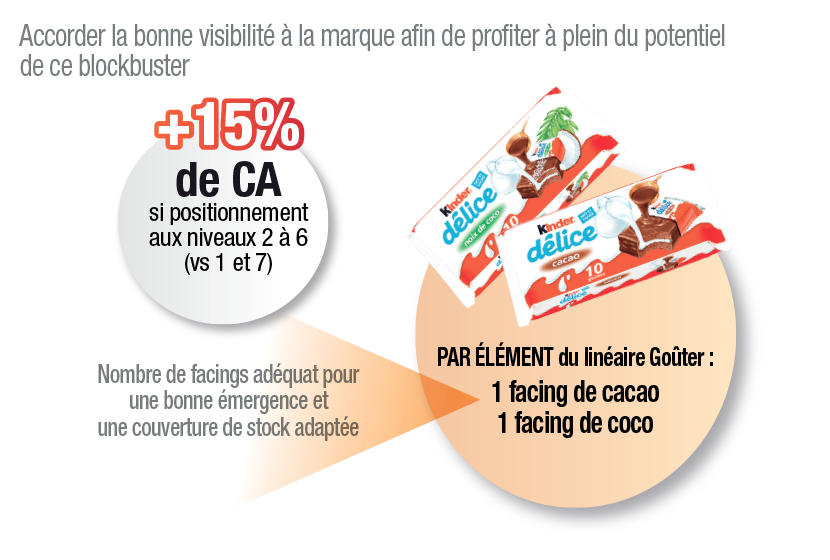 Accorder la bonne visibilité à la marque afin de profiter à plein du potentiel
de ce blockbuster
+15%
de CA
si positionnement
aux niveaux 2 à 6
(vs 1 et 7)
Kinder
délice
noix de coco
10
Kinder
délice
cacao
10
PAR ÉLÉMENT du linéaire Goûter :
1 facing de cacao
1 facing de coco
Nombre de facings adéquat pour
une bonne émergence et
une couverture de stock adaptée